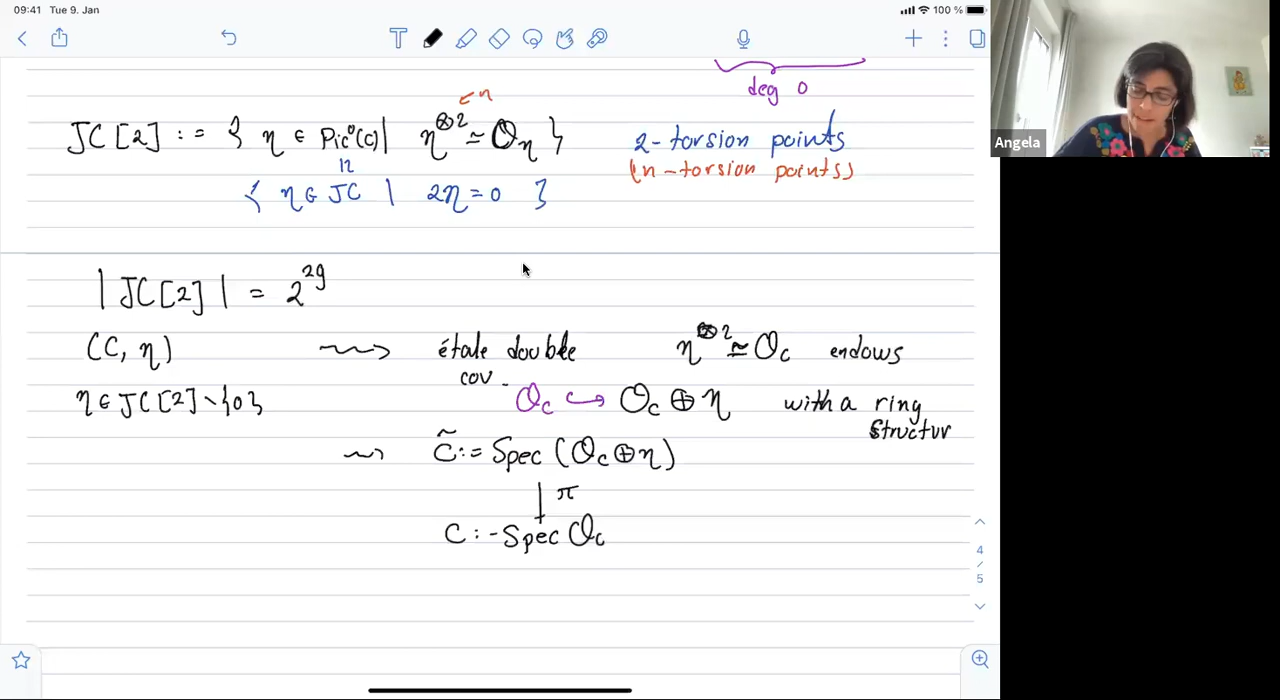 09:41 Tue 9. Jan
100 %
deg 0
Angela
← n
JC[2] := { η ∈ Pic⁰(C) | η^⊗2 ≃ O_η } 2-torsion points
(n-torsion points)
{ η ∈ JC | 2η = 0 }
| JC[2] | = 2^2g
(C, η) ⇝ étale double cov. η^⊗2 ≃ O_C endows
η ∈ JC[2] \ {0} O_C ↪ O_C ⊕ η with a ring structur
⇝ C̃ := Spec (O_C ⊕ η)
↓ π
C :- Spec O_C
4
/
5